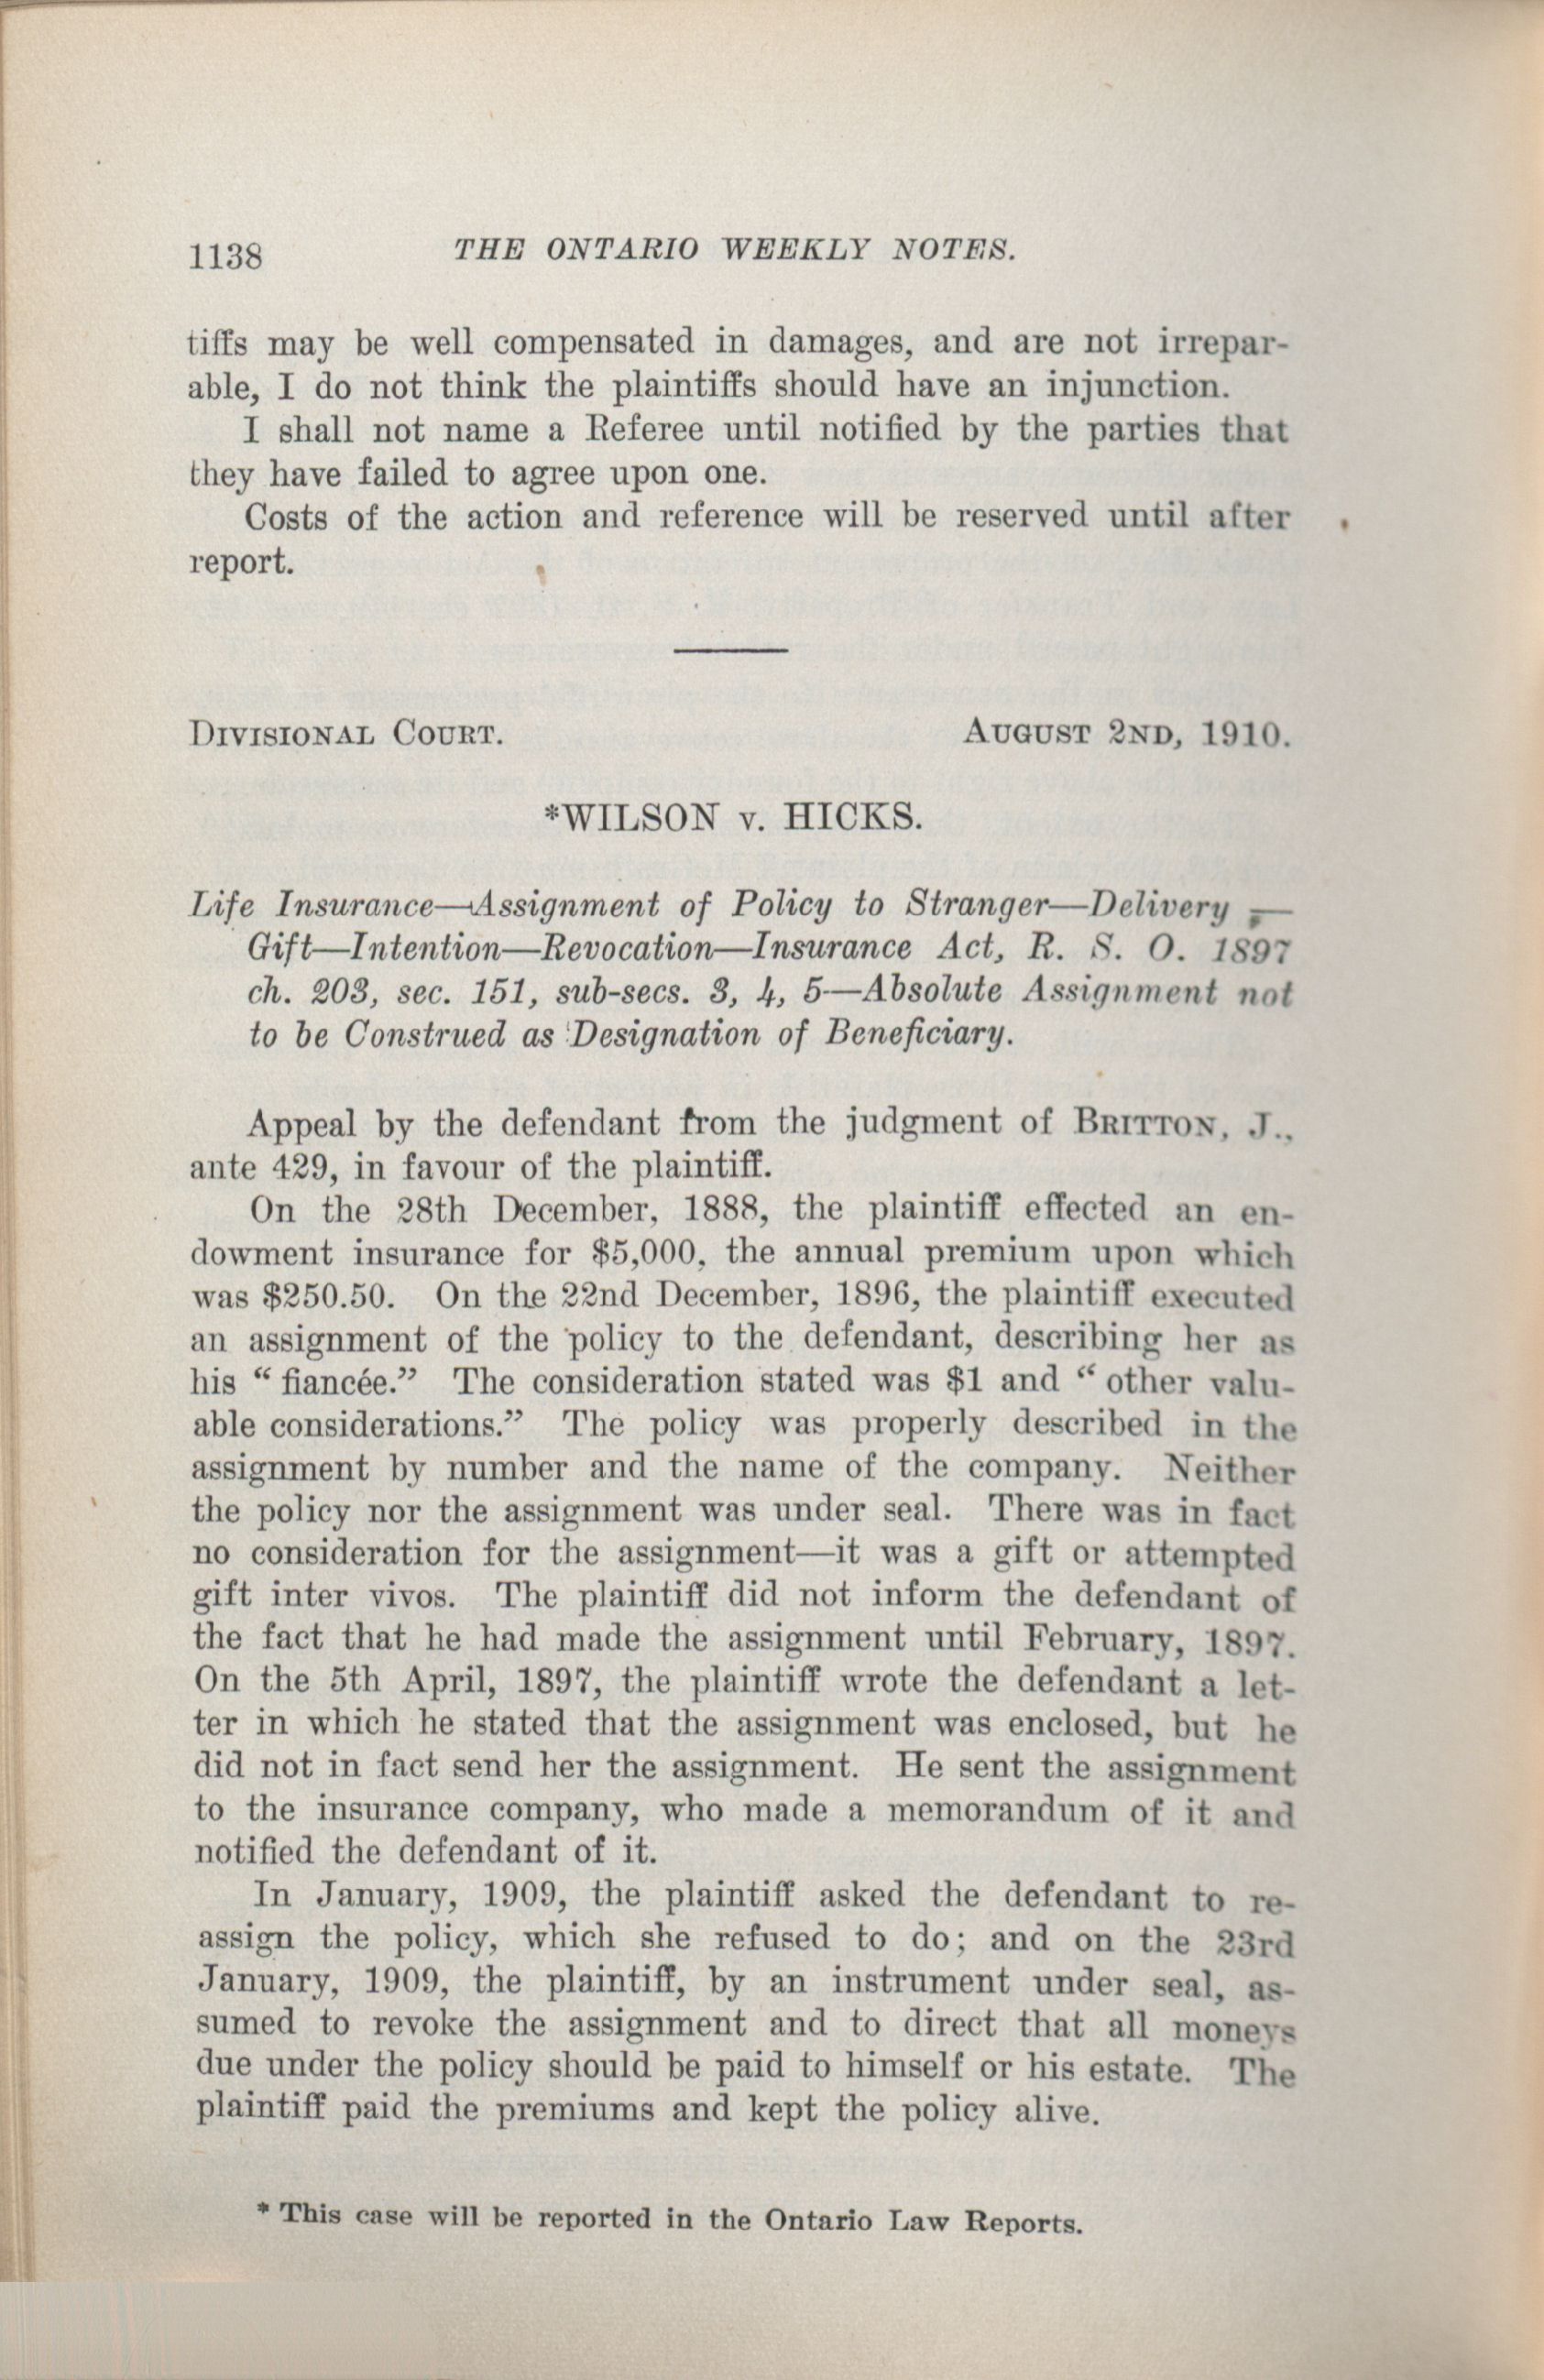 1138 THE ONTARIO WEEKLY NOTES.
tiffs may be well compensated in damages, and are not irrepar-
able, I do not think the plaintiffs should have an injunction.
I shall not name a Referee until notified by the parties that
they have failed to agree upon one.
Costs of the action and reference will be reserved until after
report.
DIVISIONAL COURT. AUGUST 2ND, 1910.
*WILSON v. HICKS.
Life Insurance—Assignment of Policy to Stranger—Delivery—
Gift—Intention—Revocation—Insurance Act, R. S. O. 1897
ch. 203, sec. 151, sub-secs. 3, 4, 5—Absolute Assignment not
to be Construed as Designation of Beneficiary.
Appeal by the defendant from the judgment of BRITTON, J.,
ante 429, in favour of the plaintiff.
On the 28th December, 1888, the plaintiff effected an en-
dowment insurance for $5,000, the annual premium upon which
was $250.50. On the 22nd December, 1896, the plaintiff executed
an assignment of the policy to the defendant, describing her as
his “ fiancée.” The consideration stated was $1 and “ other valu-
able considerations.” The policy was properly described in the
assignment by number and the name of the company. Neither
the policy nor the assignment was under seal. There was in fact
no consideration for the assignment—it was a gift or attempted
gift inter vivos. The plaintiff did not inform the defendant of
the fact that he had made the assignment until February, 1897.
On the 5th April, 1897, the plaintiff wrote the defendant a let-
ter in which he stated that the assignment was enclosed, but he
did not in fact send her the assignment. He sent the assignment
to the insurance company, who made a memorandum of it and
notified the defendant of it.
In January, 1909, the plaintiff asked the defendant to re-
assign the policy, which she refused to do; and on the 23rd
January, 1909, the plaintiff, by an instrument under seal, as-
sumed to revoke the assignment and to direct that all moneys
due under the policy should be paid to himself or his estate. The
plaintiff paid the premiums and kept the policy alive.
* This case will be reported in the Ontario Law Reports.